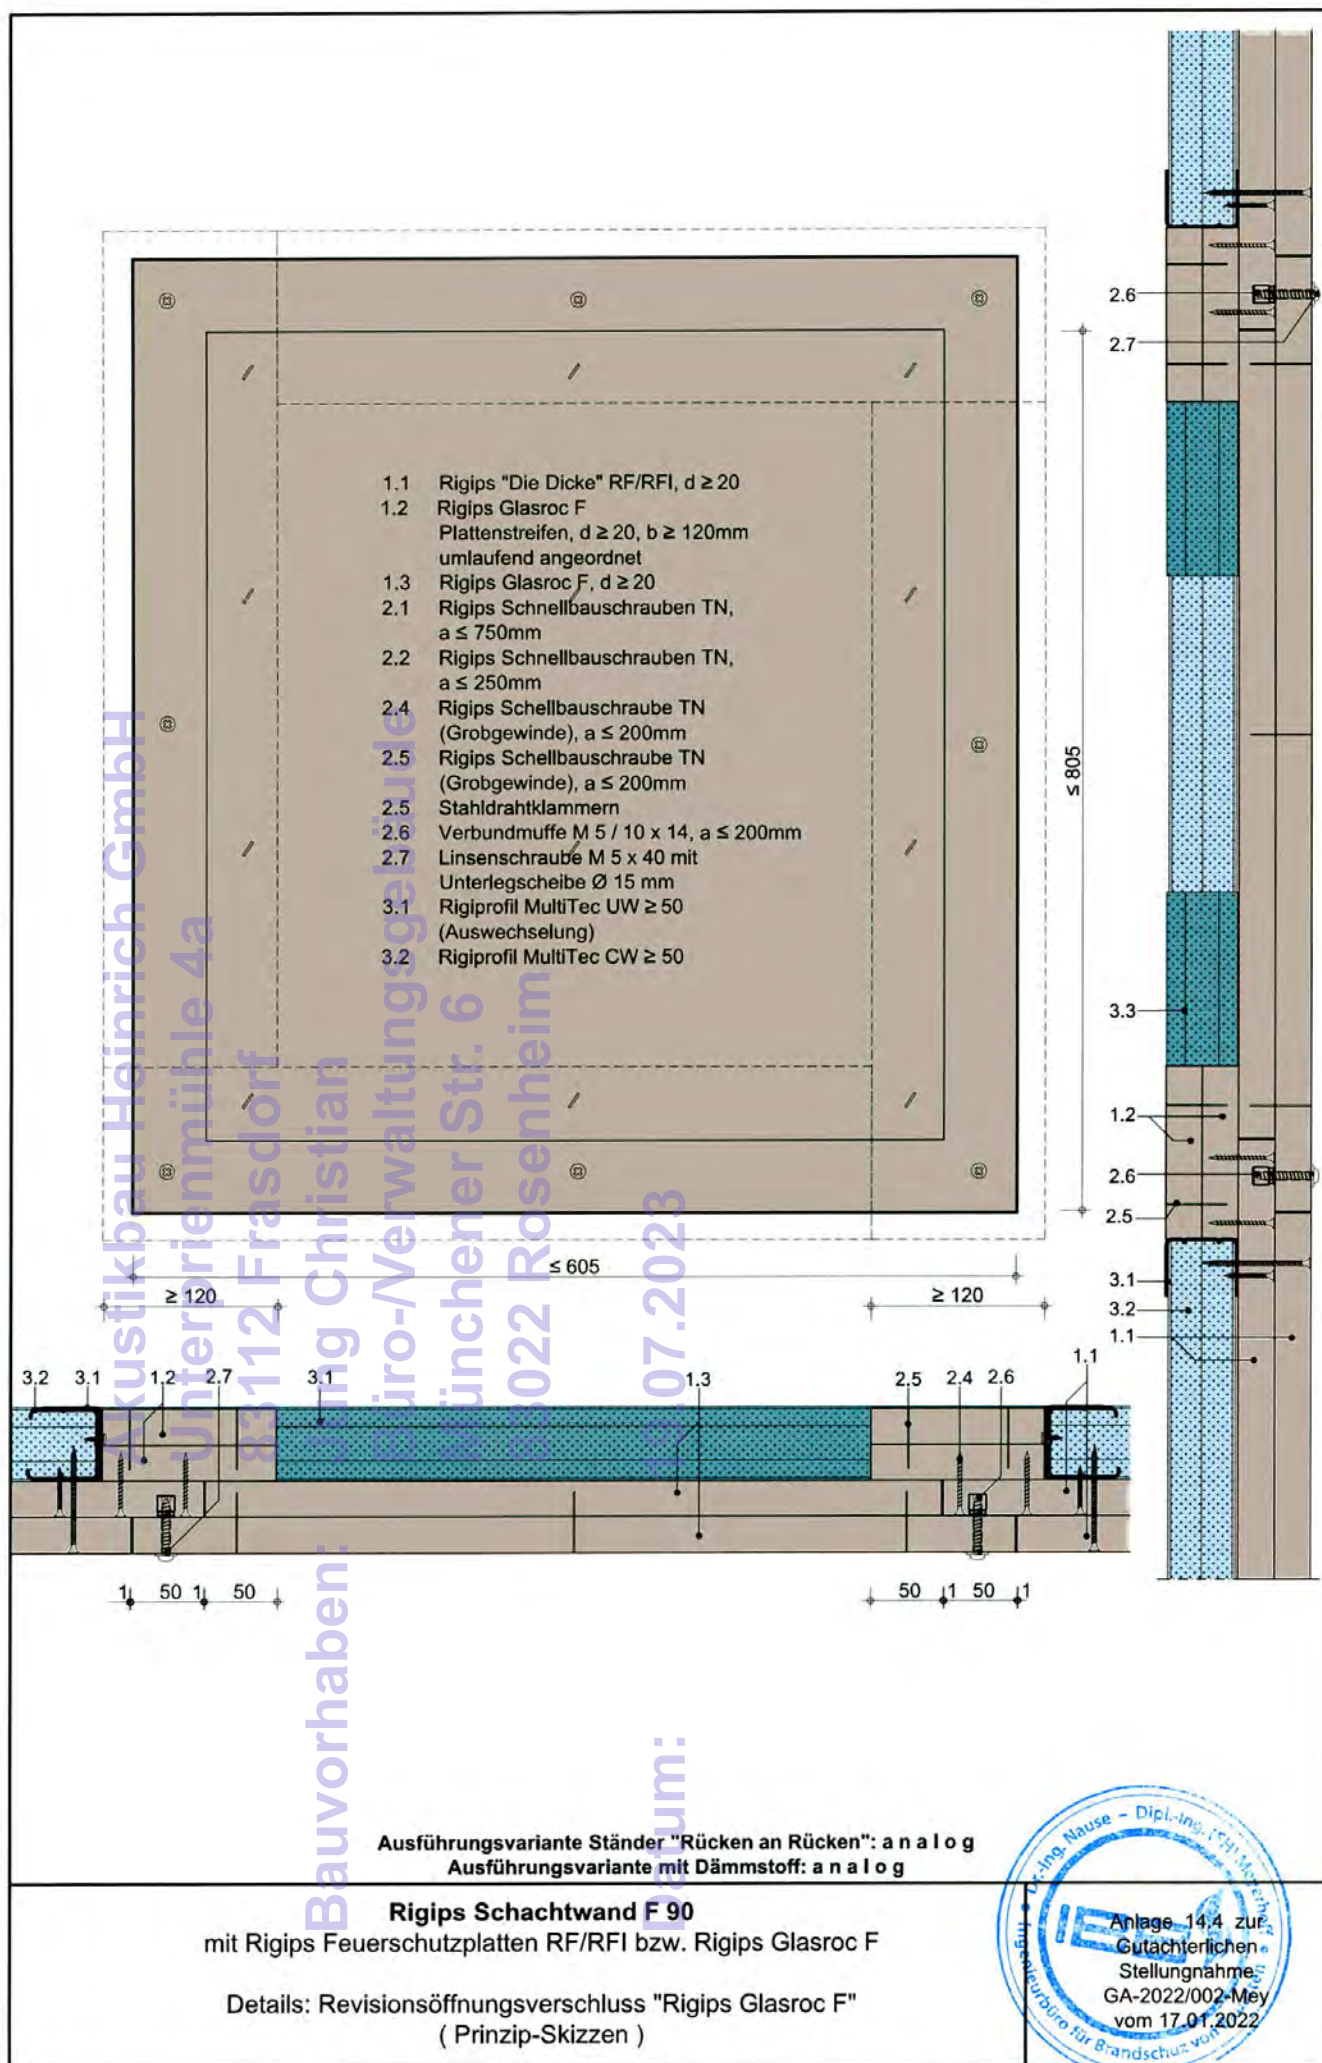 2.6
2.7
1.1 Rigips "Die Dicke" RF/RFI, d ≥ 20
1.2 Rigips Glasroc F
Plattenstreifen, d ≥ 20, b ≥ 120mm
umlaufend angeordnet
1.3 Rigips Glasroc F, d ≥ 20
2.1 Rigips Schnellbauschrauben TN,
a ≤ 750mm
2.2 Rigips Schnellbauschrauben TN,
a ≤ 250mm
2.4 Rigips Schellbauschraube TN
(Grobgewinde), a ≤ 200mm
2.5 Rigips Schellbauschraube TN
(Grobgewinde), a ≤ 200mm
2.5 Stahldrahtklammern
2.6 Verbundmuffe M 5 / 10 x 14, a ≤ 200mm
2.7 Linsenschraube M 5 x 40 mit
Unterlegscheibe Ø 15 mm
3.1 Rigiprofil MultiTec UW ≥ 50
(Auswechselung)
3.2 Rigiprofil MultiTec CW ≥ 50
≤ 805
3.3
1.2
2.6
2.5
3.1
3.2
1.1
≤ 605
≥ 120 ≥ 120
3.2 3.1 1.2 2.7 3.1 1.3 2.5 2.4 2.6 1.1
1 50 1 50 50 1 50 1
Akustikbau Heinrich GmbH
Unterprienmühle 4a
83112 Frasdorf
Bauvorhaben: Jung Christian
Büro-/Verwaltungsgebäude
Münchener Str. 6
83022 Rosenheim
Datum: 19.07.2023
Ausführungsvariante Ständer "Rücken an Rücken": a n a l o g
Ausführungsvariante mit Dämmstoff: a n a l o g
Rigips Schachtwand F 90
mit Rigips Feuerschutzplatten RF/RFI bzw. Rigips Glasroc F
Details: Revisionsöffnungsverschluss "Rigips Glasroc F"
( Prinzip-Skizzen )
Anlage 14.4 zur
Gutachterlichen
Stellungnahme
GA-2022/002-Mey
vom 17.01.2022
Dr.-Ing. Nause – Dipl.-Ing. (FH)
Ingenieurbüro für Brandschutz von